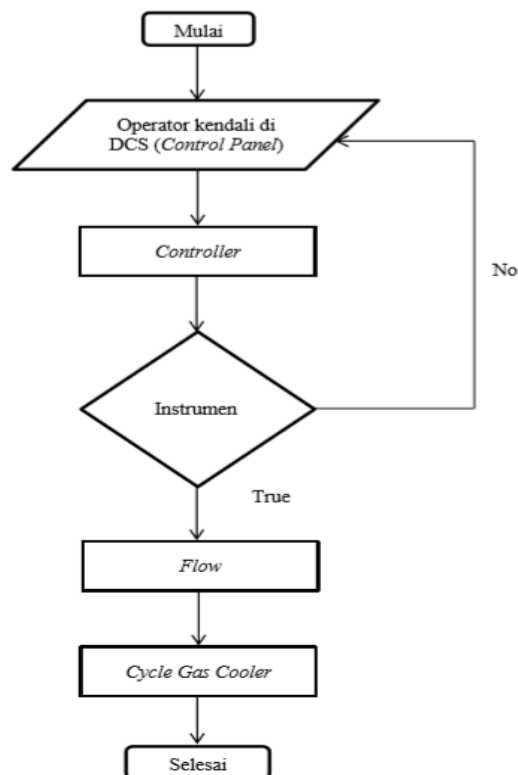 Mulai
Operator kendali di
DCS (Control Panel)
Controller
No
Instrumen
True
Flow
Cycle Gas Cooler
Selesai